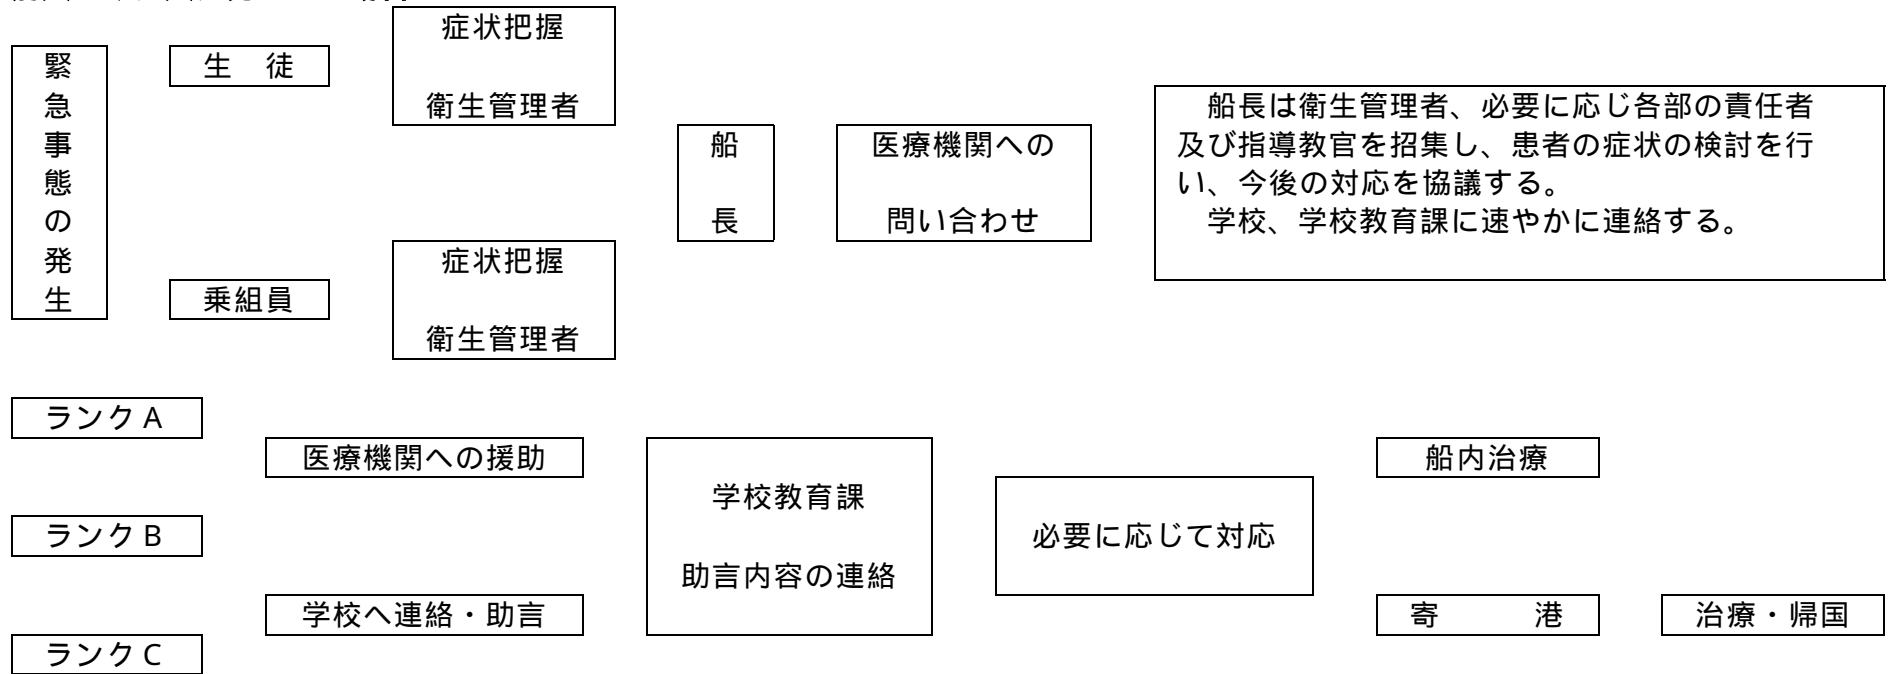 緊急事態の発生
生　徒
症状把握
衛生管理者
乗組員
症状把握
衛生管理者
船長
医療機関への
問い合わせ
　船長は衛生管理者、必要に応じ各部の責任者
及び指導教官を招集し、患者の症状の検討を行
い、今後の対応を協議する。
　学校、学校教育課に速やかに連絡する。
ランクA
ランクB
ランクC
医療機関への援助
学校へ連絡・助言
学校教育課
助言内容の連絡
必要に応じて対応
船内治療
寄　　　港
治療・帰国